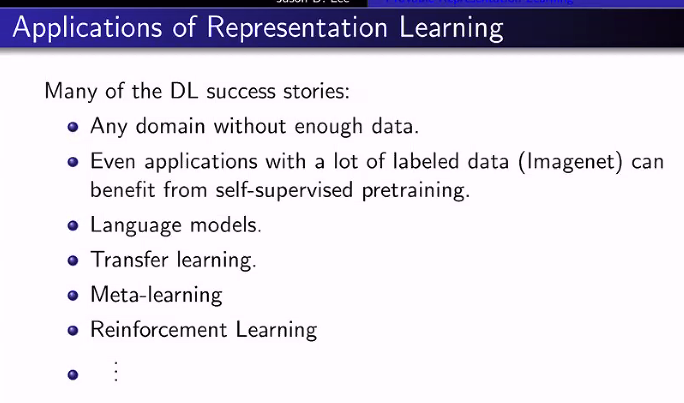 Jason D. Lee
Provable Representation Learning
Applications of Representation Learning
Many of the DL success stories:
Any domain without enough data.
Even applications with a lot of labeled data (Imagenet) can
benefit from self-supervised pretraining.
Language models.
Transfer learning.
Meta-learning
Reinforcement Learning
⋮